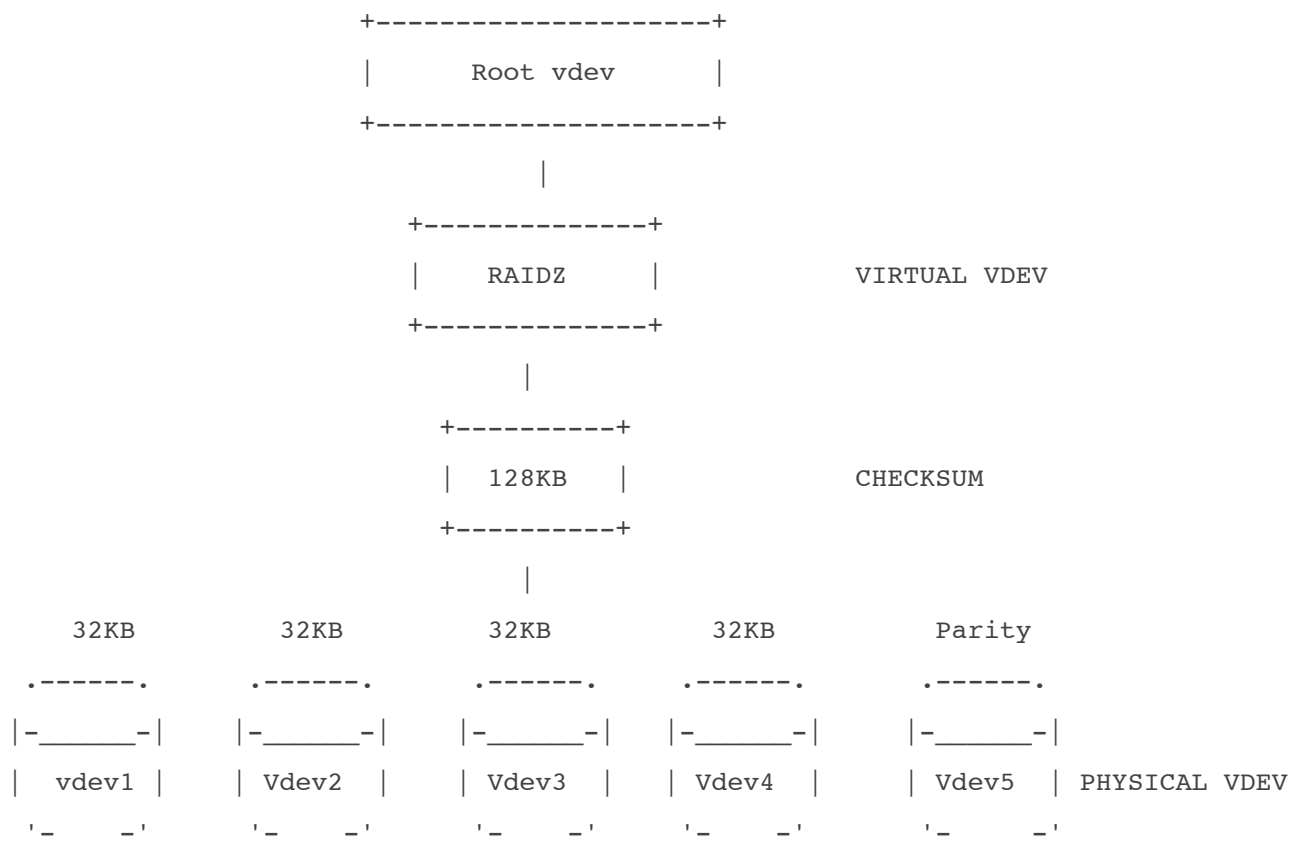 Root vdev
RAIDZ VIRTUAL VDEV
128KB CHECKSUM
32KB 32KB 32KB 32KB Parity
vdev1 Vdev2 Vdev3 Vdev4 Vdev5 PHYSICAL VDEV